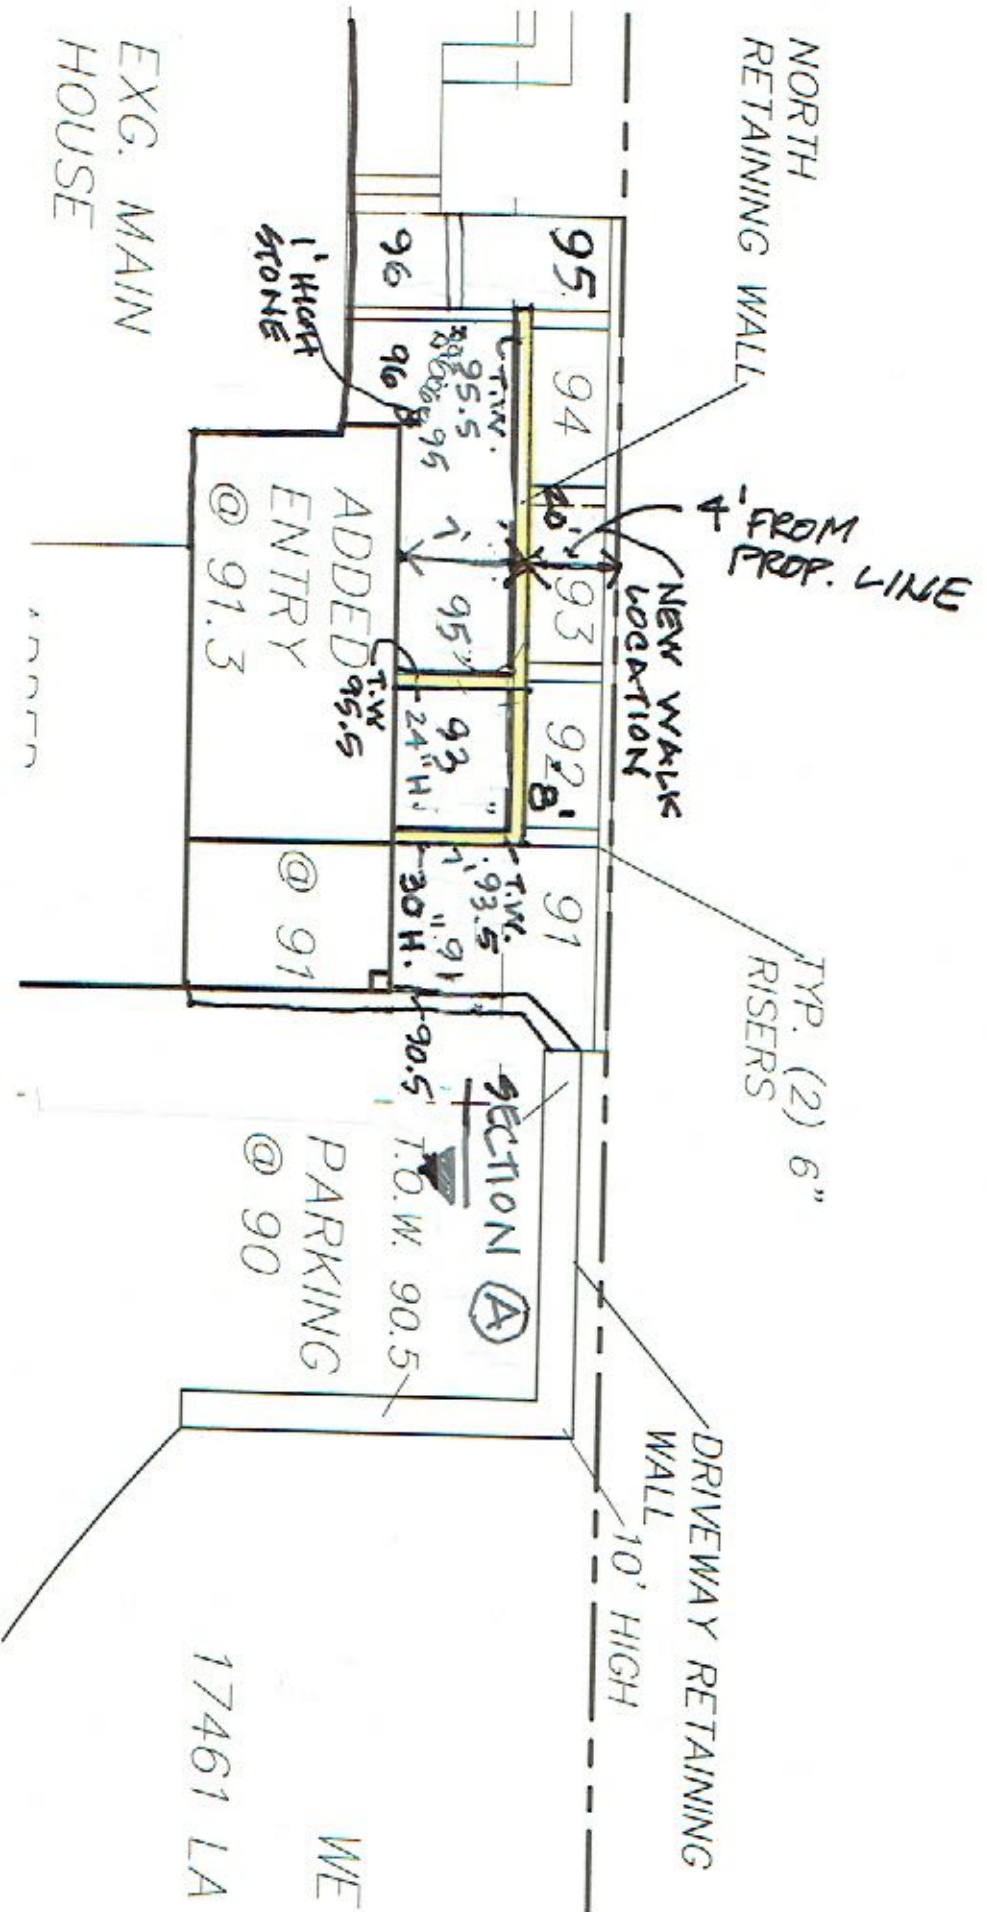 NORTH
RETAINING WALL
4' FROM
PROP. LINE
NEW WALK
LOCATION
TYP. (2) 6"
RISERS
DRIVEWAY RETAINING
WALL
10' HIGH
95
94
93
92
8'
91
20'
96
T.W.
95.5
96
95
7'
95
93
24" H.
T.W.
93.5
7'
91
30" H.
90.5
T.W
95.5
1' HIGH
STONE
EXG. MAIN
HOUSE
ADDED
ENTRY
@ 91.3
@ 91
SECTION A
T.O.W. 90.5
PARKING
@ 90
WE
17461 LA